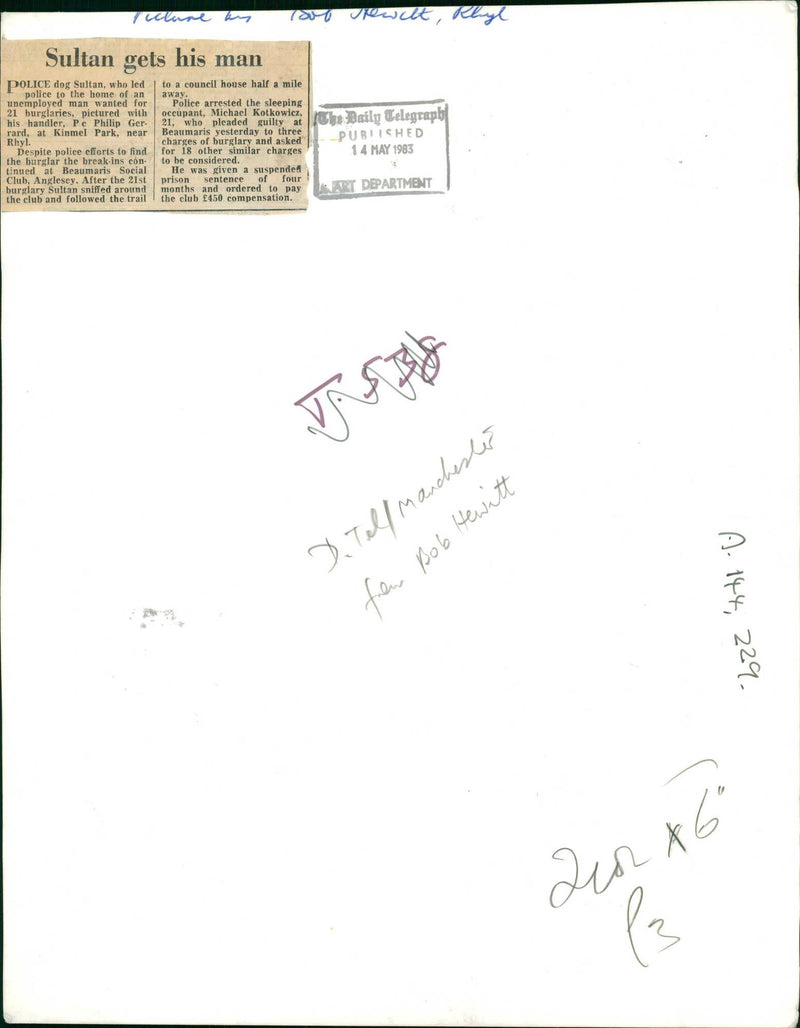 Picture by Bob Hewitt, Rhyl
Sultan gets his man
POLICE dog Sultan, who led
police to the home of an
unemployed man wanted for
21 burglaries, pictured with
his handler, Pc Philip Ger-
rard, at Kinmel Park, near
Rhyl.
Despite police efforts to find
the burglar the break-ins con-
tinued at Beaumaris Social
Club, Anglesey. After the 21st
burglary Sultan sniffed around
the club and followed the trail
to a council house half a mile
away.
Police arrested the sleeping
occupant, Michael Kotkowicz,
21, who pleaded guilty at
Beaumaris yesterday to three
charges of burglary and asked
for 18 other similar charges
to be considered.
He was given a suspended
prison sentence of four
months and ordered to pay
the club £450 compensation.
The Daily Telegraph
PUBLISHED
14 MAY 1983
ART DEPARTMENT
D. Tel/Manchester
from Bob Hewitt
D. 144, 229.
x 6"
P3